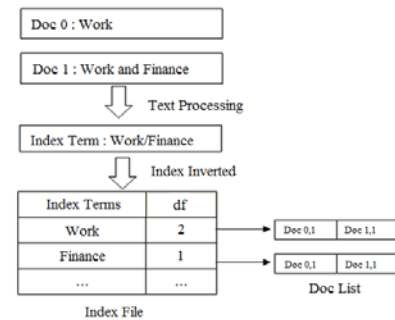 Doc 0 : Work
Doc 1 : Work and Finance
Text Processing
Index Term : Work/Finance
Index Inverted
Index Terms df
Work 2 Doc 0,1 Doc 1,1
Finance 1 Doc 0,1 Doc 1,1
... ...
Doc List
Index File